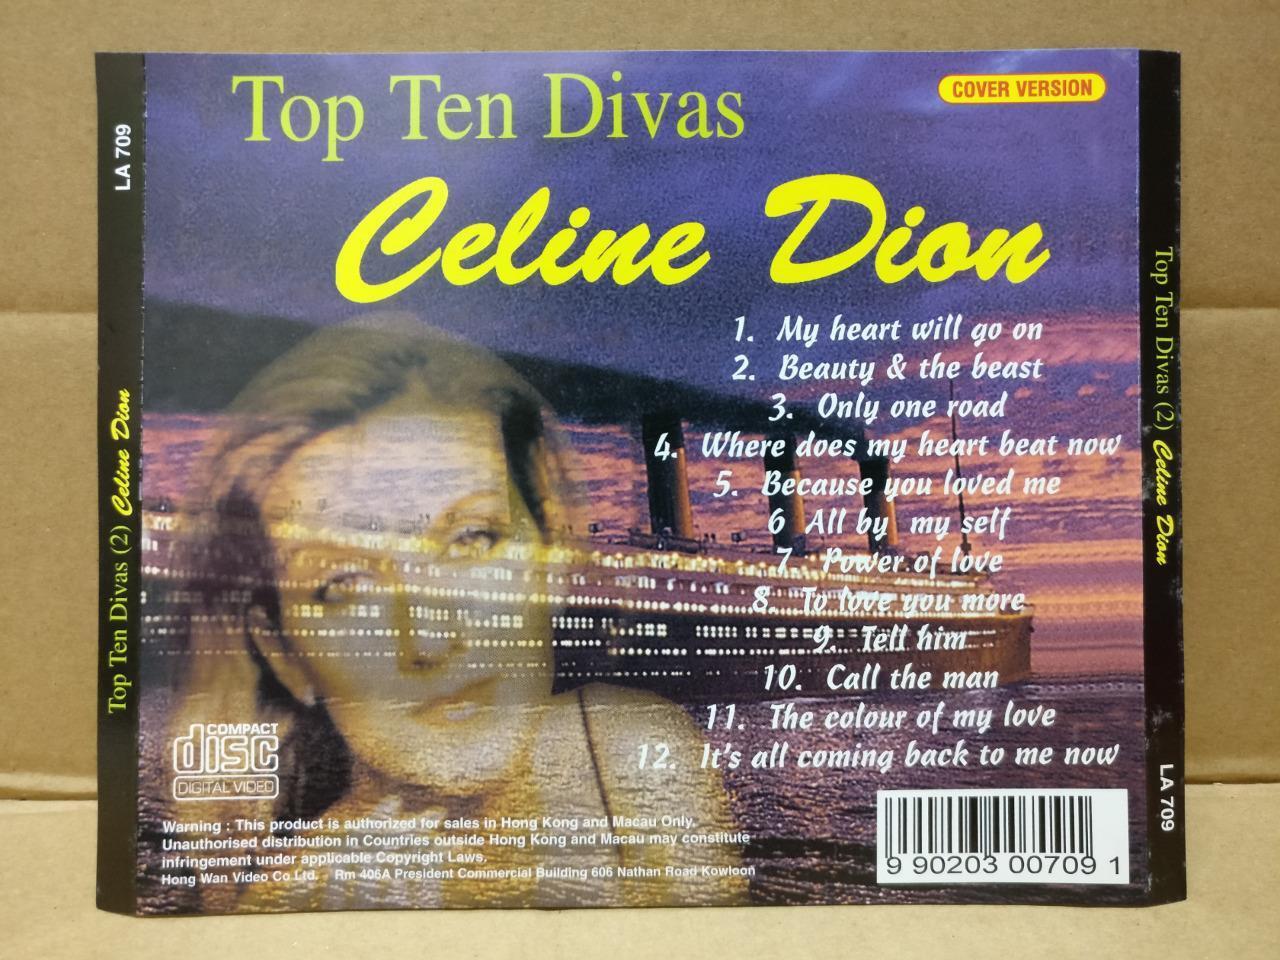 Top Ten Divas
COVER VERSION
Celine Dion
1. My heart will go on
2. Beauty & the beast
3. Only one road
4. Where does my heart beat now
5. Because you loved me
6 All by my self
7 Power of love
8. To love you more
9. Tell him
10. Call the man
11. The colour of my love
12. It's all coming back to me now
COMPACT
disc
DIGITAL VIDEO
Warning : This product is authorized for sales in Hong Kong and Macau Only.
Unauthorised distribution in Countries outside Hong Kong and Macau may constitute
infringement under applicable Copyright Laws.
Hong Wan Video Co Ltd. Rm 406A President Commercial Building 606 Nathan Road Kowloon
9 90203 00709 1
LA 709
Top Ten Divas (2) Celine Dion
Top Ten Divas (2) Celine Dion
LA 709